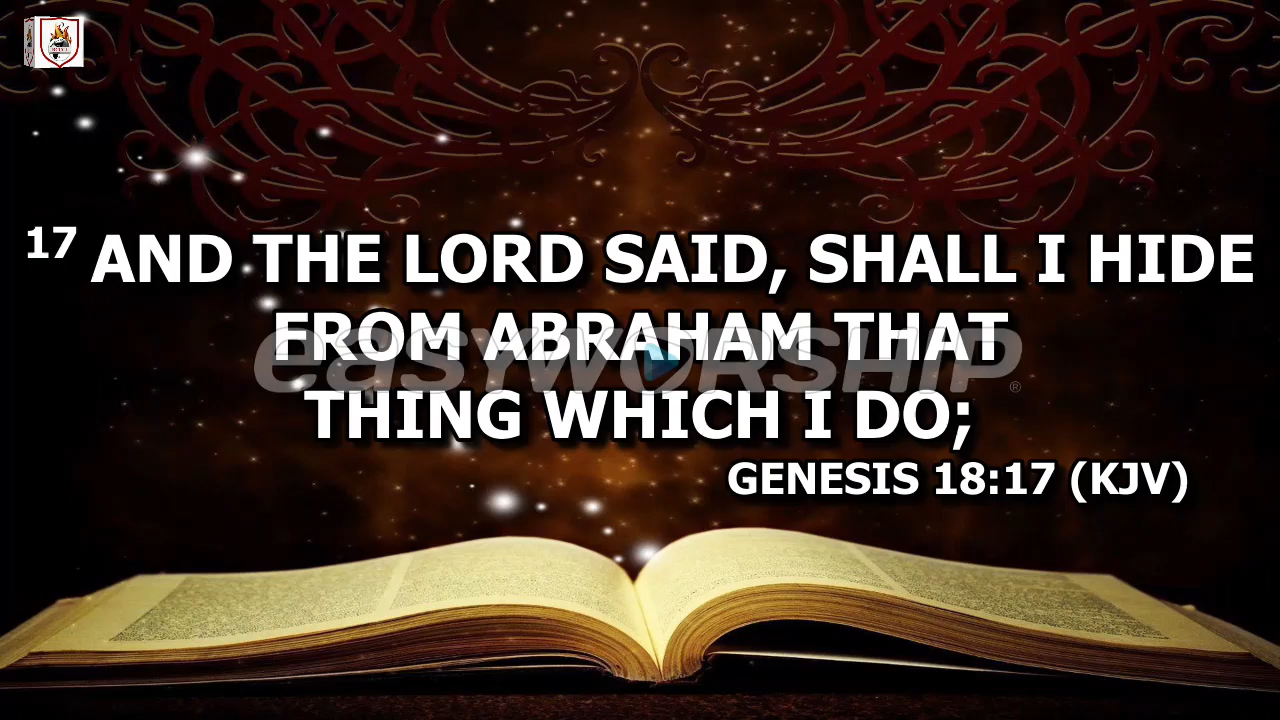 17 AND THE LORD SAID, SHALL I HIDE
FROM ABRAHAM THAT
easyworship®
THING WHICH I DO;
GENESIS 18:17 (KJV)